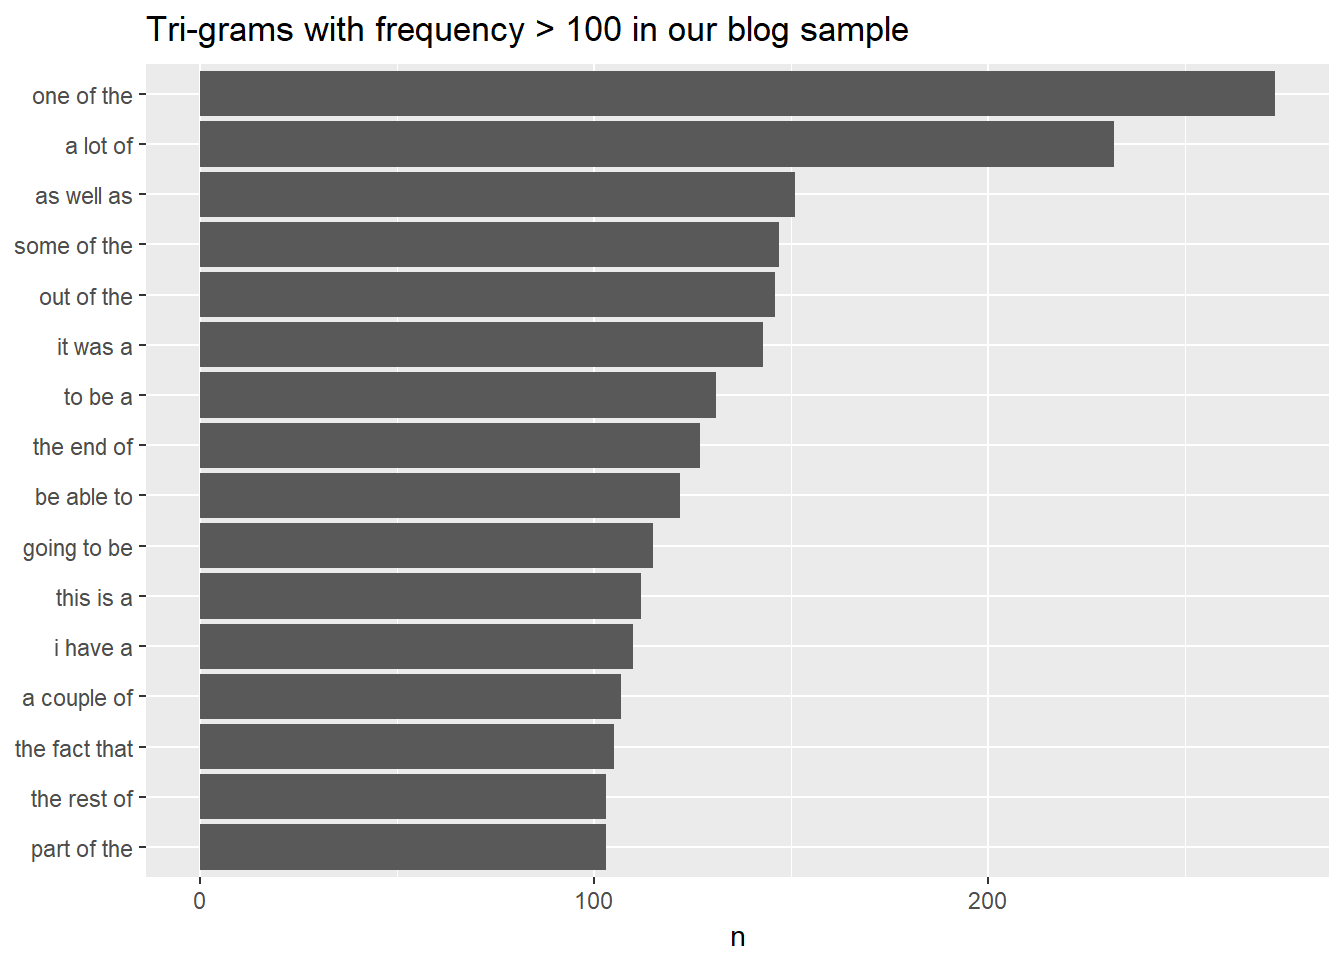 Tri-grams with frequency > 100 in our blog sample
one of the
a lot of
as well as
some of the
out of the
it was a
to be a
the end of
be able to
going to be
this is a
i have a
a couple of
the fact that
the rest of
part of the
0 100 200
n